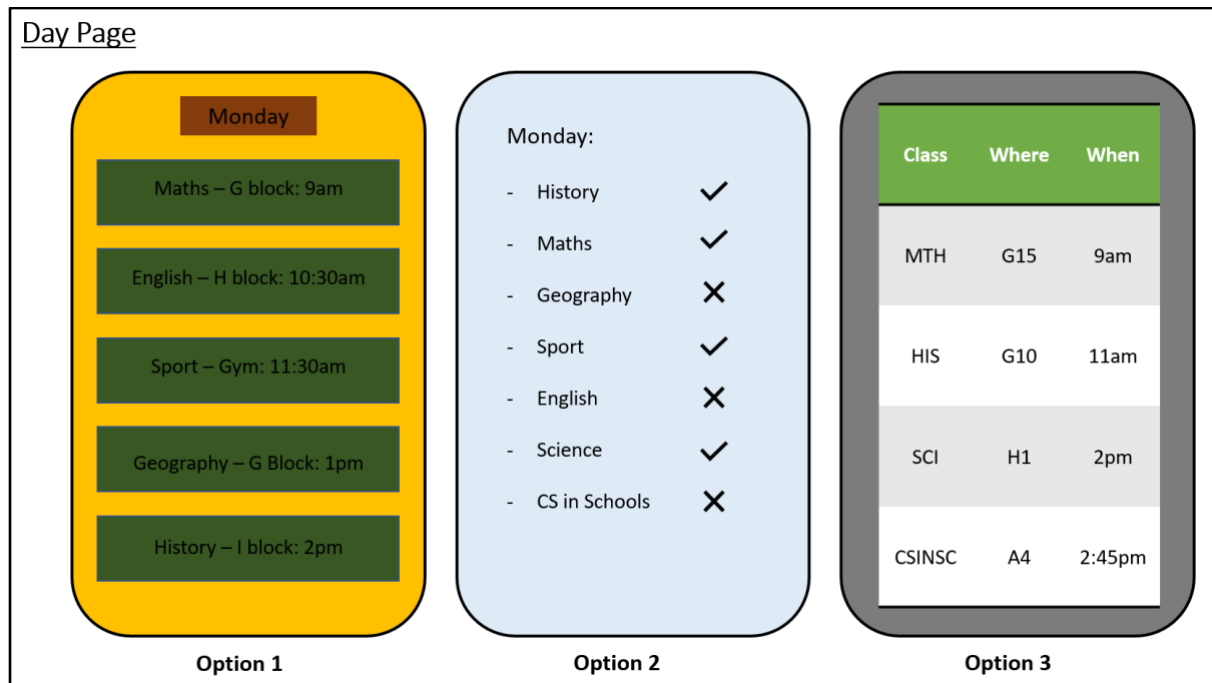 Day Page
Monday
Maths – G block: 9am
English – H block: 10:30am
Sport – Gym: 11:30am
Geography – G Block: 1pm
History – I block: 2pm
Option 1
Monday:
- History ✓
- Maths ✓
- Geography ✕
- Sport ✓
- English ✕
- Science ✓
- CS in Schools ✕
Option 2
Class Where When
MTH G15 9am
HIS G10 11am
SCI H1 2pm
CSINSC A4 2:45pm
Option 3